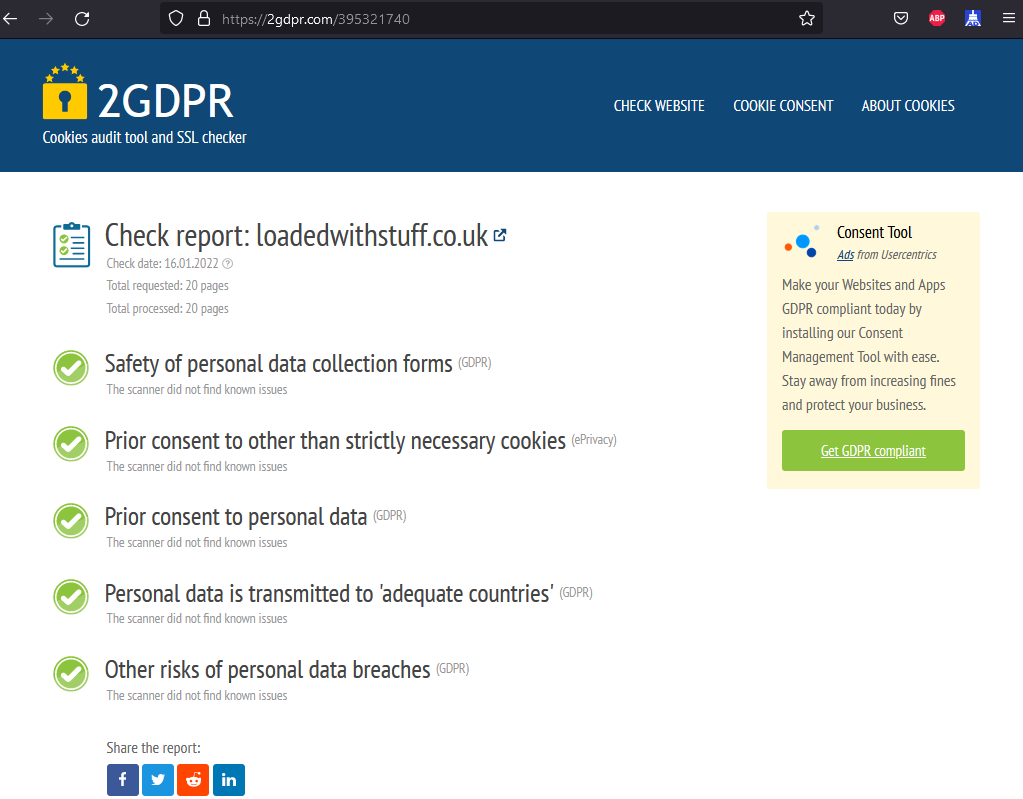 https://2gdpr.com/395321740
ABP
AD
2GDPR
Cookies audit tool and SSL checker
CHECK WEBSITE COOKIE CONSENT ABOUT COOKIES
Check report: loadedwithstuff.co.uk
Check date: 16.01.2022 ?
Total requested: 20 pages
Total processed: 20 pages
Safety of personal data collection forms (GDPR)
The scanner did not find known issues
Prior consent to other than strictly necessary cookies (ePrivacy)
The scanner did not find known issues
Prior consent to personal data (GDPR)
The scanner did not find known issues
Personal data is transmitted to 'adequate countries' (GDPR)
The scanner did not find known issues
Other risks of personal data breaches (GDPR)
The scanner did not find known issues
Share the report:
f
in
Consent Tool
Ads from Usercentrics
Make your Websites and Apps
GDPR compliant today by
installing our Consent
Management Tool with ease.
Stay away from increasing fines
and protect your business.
Get GDPR compliant